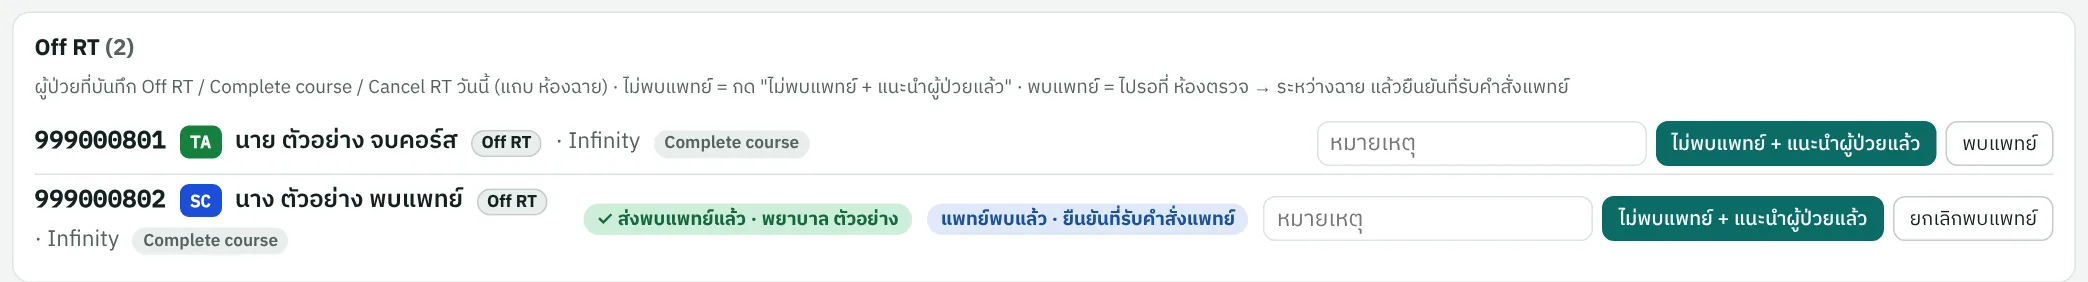 Off RT (2)
ผู้ป่วยที่บันทึก Off RT / Complete course / Cancel RT วันนี้ (แถบ ห้องฉาย) · ไม่พบแพทย์ = กด "ไม่พบแพทย์ + แนะนำผู้ป่วยแล้ว" · พบแพทย์ = ไปรอที่ ห้องตรวจ → ระหว่างฉาย แล้วยืนยันที่รับคำสั่งแพทย์
999000801 TA นาย ตัวอย่าง จบคอร์ส Off RT · Infinity Complete course หมายเหตุ ไม่พบแพทย์ + แนะนำผู้ป่วยแล้ว พบแพทย์
999000802 SC นาง ตัวอย่าง พบแพทย์ Off RT
· Infinity Complete course
✓ ส่งพบแพทย์แล้ว · พยาบาล ตัวอย่าง แพทย์พบแล้ว · ยืนยันที่รับคำสั่งแพทย์ หมายเหตุ ไม่พบแพทย์ + แนะนำผู้ป่วยแล้ว ยกเลิกพบแพทย์